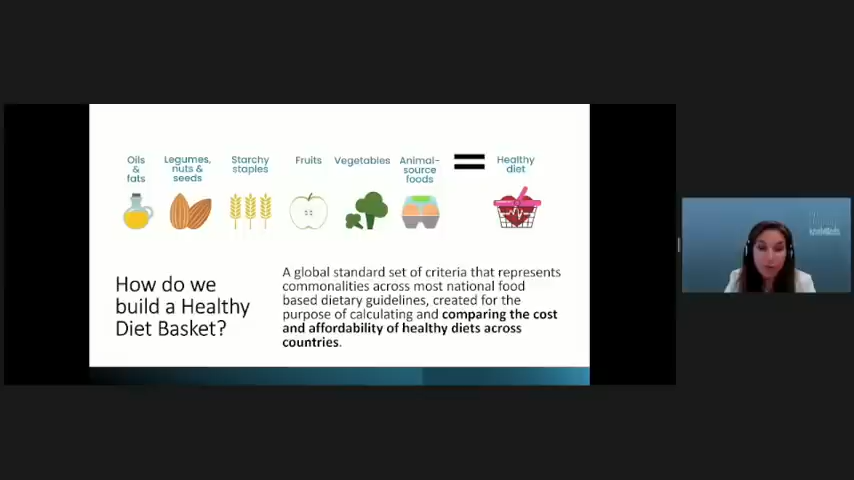 Oils
&
fats
Legumes,
nuts &
seeds
Starchy
staples
Fruits
Vegetables
Animal-
source
foods
Healthy
diet
How do we
build a Healthy
Diet Basket?
A global standard set of criteria that represents
commonalities across most national food
based dietary guidelines, created for the
purpose of calculating and comparing the cost
and affordability of healthy diets across
countries.